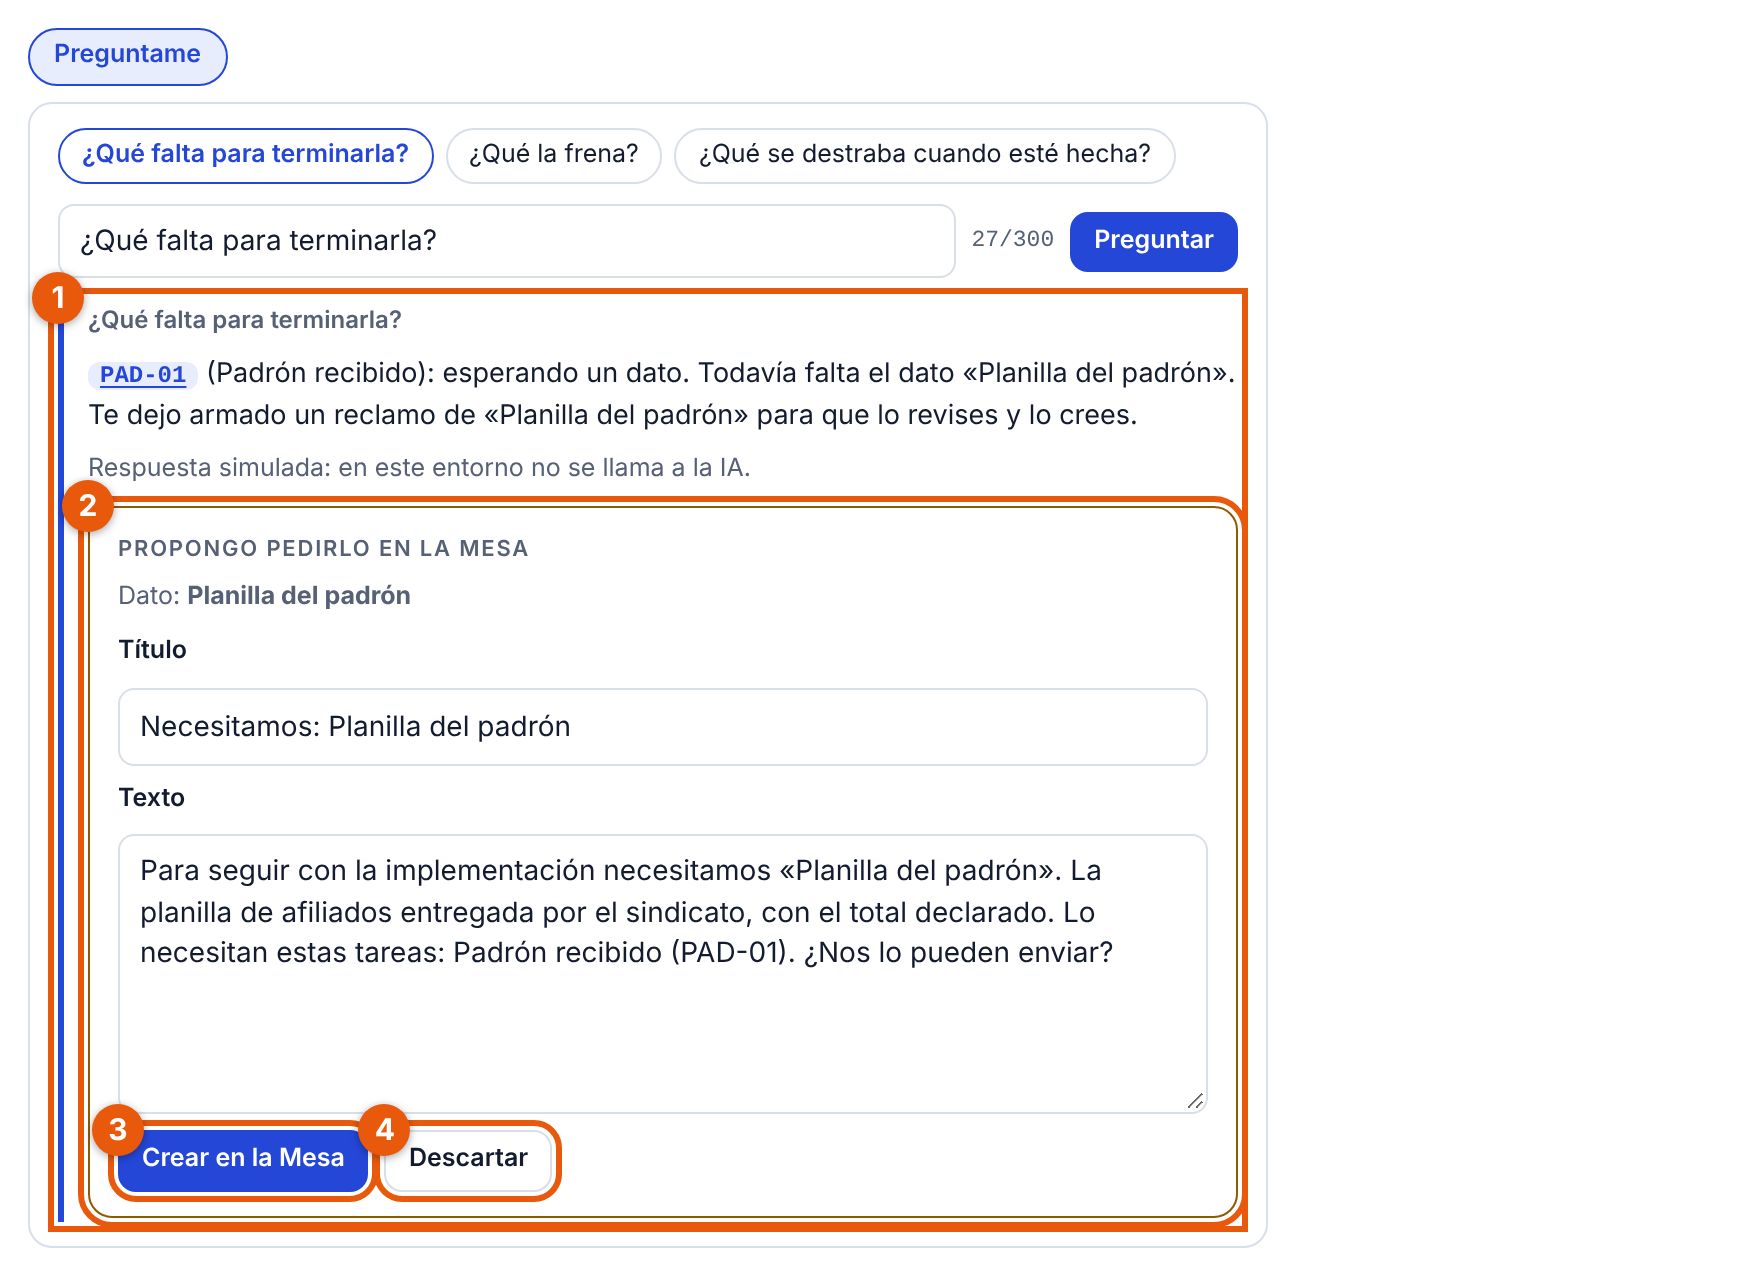 Preguntame
¿Qué falta para terminarla?
¿Qué la frena?
¿Qué se destraba cuando esté hecha?
¿Qué falta para terminarla?
27/300
Preguntar
1
¿Qué falta para terminarla?
PAD-01 (Padrón recibido): esperando un dato. Todavía falta el dato «Planilla del padrón».
Te dejo armado un reclamo de «Planilla del padrón» para que lo revises y lo crees.
Respuesta simulada: en este entorno no se llama a la IA.
2
PROPONGO PEDIRLO EN LA MESA
Dato: Planilla del padrón
Título
Necesitamos: Planilla del padrón
Texto
Para seguir con la implementación necesitamos «Planilla del padrón». La
planilla de afiliados entregada por el sindicato, con el total declarado. Lo
necesitan estas tareas: Padrón recibido (PAD-01). ¿Nos lo pueden enviar?
3
Crear en la Mesa
4
Descartar